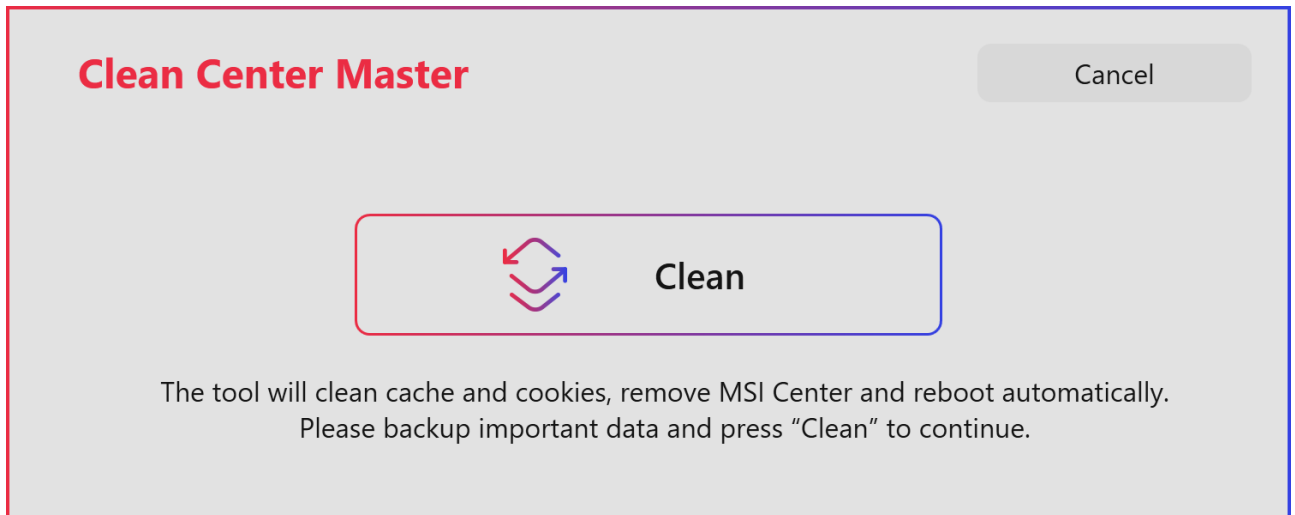 Clean Center Master
Cancel
Clean
The tool will clean cache and cookies, remove MSI Center and reboot automatically.
Please backup important data and press “Clean” to continue.